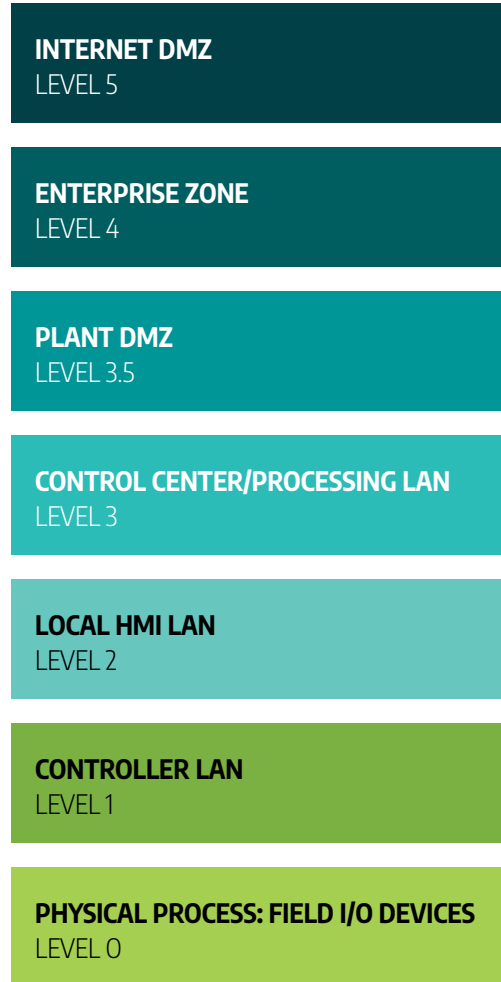 INTERNET DMZ
LEVEL 5
ENTERPRISE ZONE
LEVEL 4
PLANT DMZ
LEVEL 3.5
CONTROL CENTER/PROCESSING LAN
LEVEL 3
LOCAL HMI LAN
LEVEL 2
CONTROLLER LAN
LEVEL 1
PHYSICAL PROCESS: FIELD I/O DEVICES
LEVEL 0